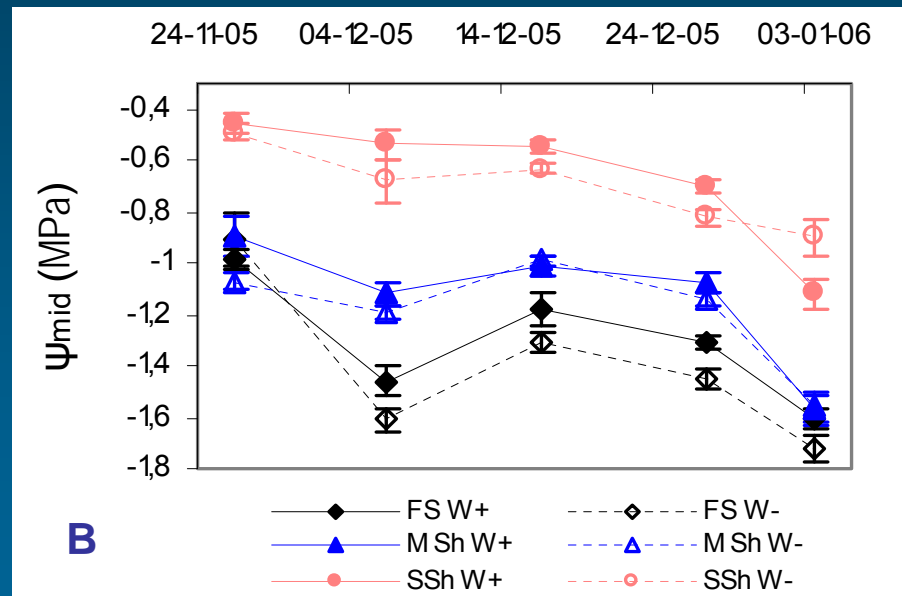 24-11-05 04-12-05 14-12-05 24-12-05 03-01-06
-0,4
-0,6
-0,8
-1
-1,2
-1,4
-1,6
-1,8
Ψmid (MPa)
FS W+ FS W-
M Sh W+ M Sh W-
SSh W+ SSh W-
B